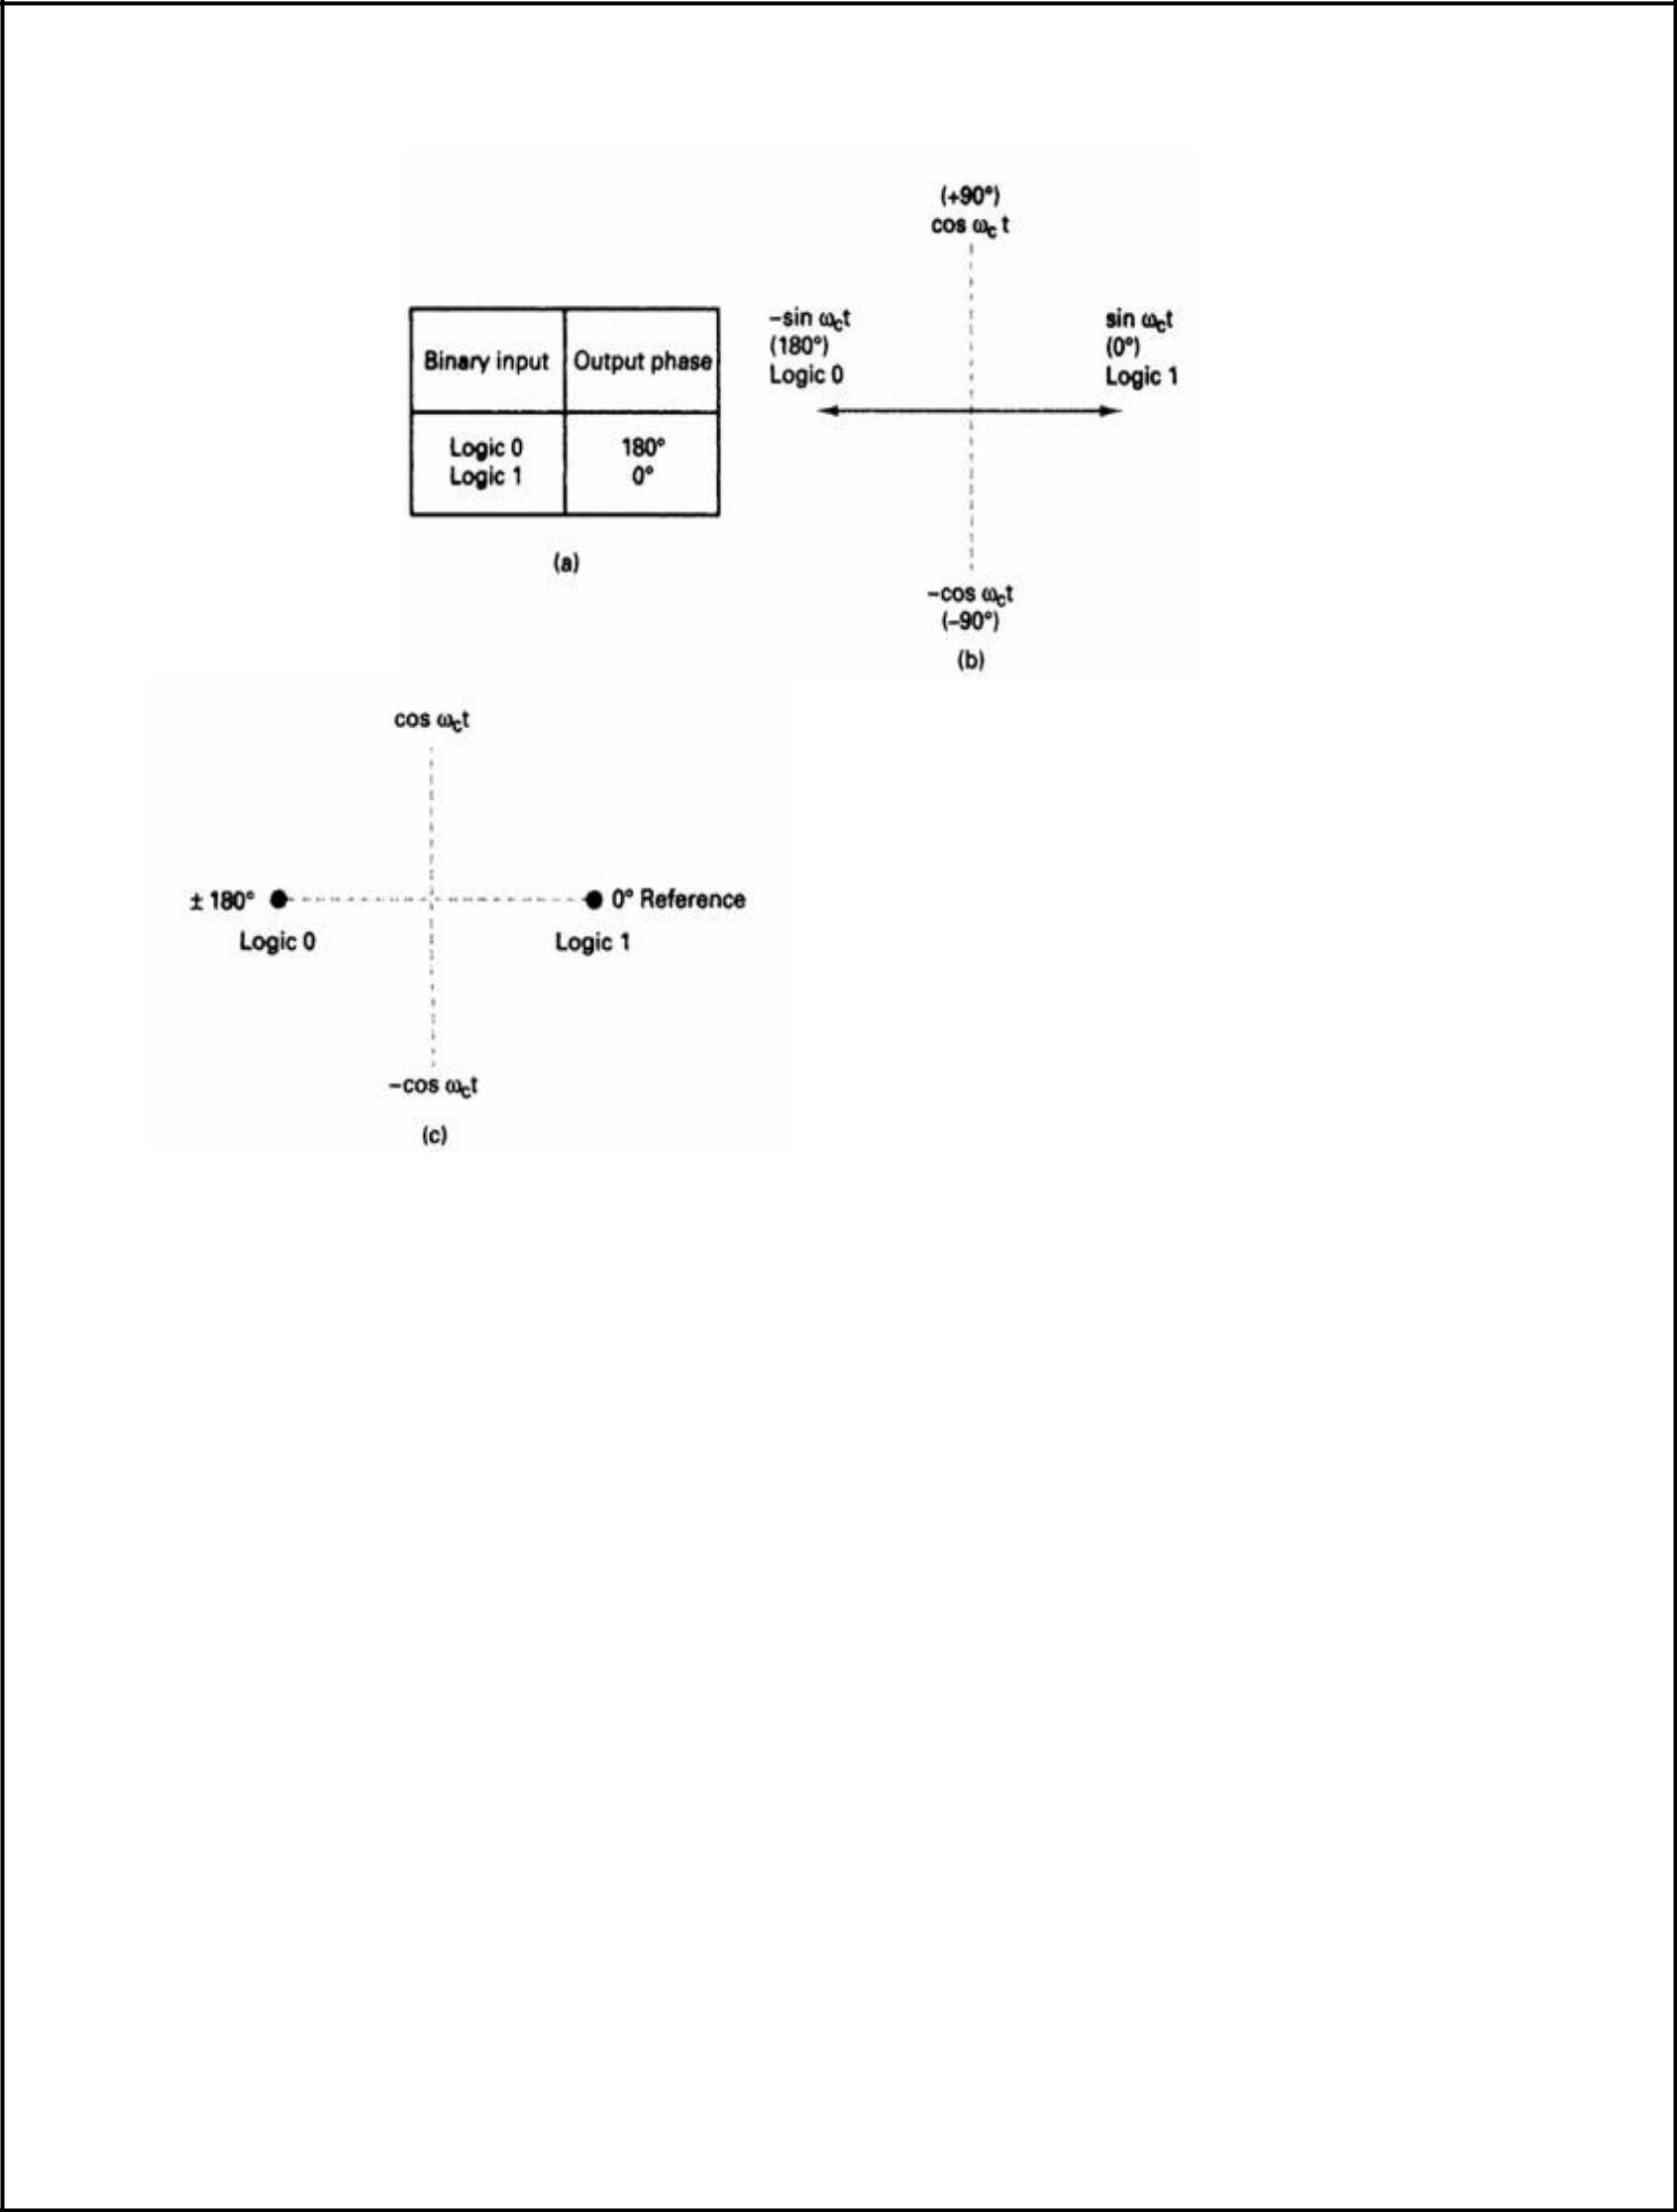 Binary input Output phase
Logic 0 180°
Logic 1 0°
(a)
(+90°)
cos ωc t
–sin ωct
(180°)
Logic 0
sin ωct
(0°)
Logic 1
–cos ωct
(–90°)
(b)
cos ωct
± 180°
0° Reference
Logic 0
Logic 1
–cos ωct
(c)